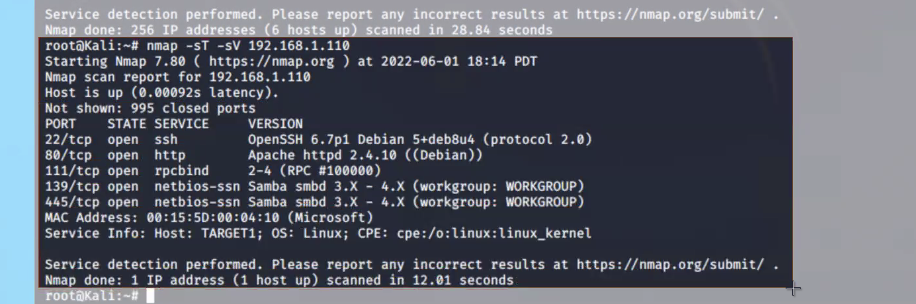 Service detection performed. Please report any incorrect results at https://nmap.org/submit/ .
Nmap done: 256 IP addresses (6 hosts up) scanned in 28.84 seconds
root@Kali:~# nmap -sT -sV 192.168.1.110
Starting Nmap 7.80 ( https://nmap.org ) at 2022-06-01 18:14 PDT
Nmap scan report for 192.168.1.110
Host is up (0.00092s latency).
Not shown: 995 closed ports
PORT    STATE SERVICE     VERSION
22/tcp  open  ssh         OpenSSH 6.7p1 Debian 5+deb8u4 (protocol 2.0)
80/tcp  open  http        Apache httpd 2.4.10 ((Debian))
111/tcp open  rpcbind     2-4 (RPC #100000)
139/tcp open  netbios-ssn Samba smbd 3.X - 4.X (workgroup: WORKGROUP)
445/tcp open  netbios-ssn Samba smbd 3.X - 4.X (workgroup: WORKGROUP)
MAC Address: 00:15:5D:00:04:10 (Microsoft)
Service Info: Host: TARGET1; OS: Linux; CPE: cpe:/o:linux:linux_kernel

Service detection performed. Please report any incorrect results at https://nmap.org/submit/ .
Nmap done: 1 IP address (1 host up) scanned in 12.01 seconds
root@Kali:~#